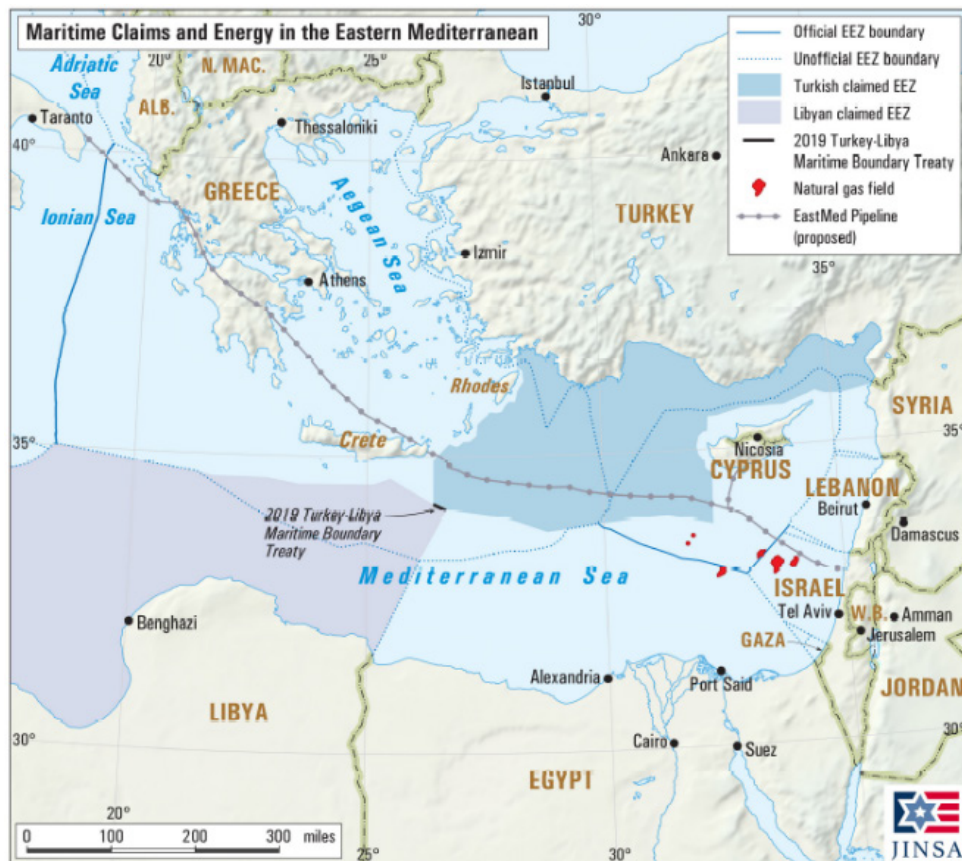 Maritime Claims and Energy in the Eastern Mediterranean
30°
Official EEZ boundary
Unofficial EEZ boundary
Turkish claimed EEZ
Libyan claimed EEZ
2019 Turkey-Libya
Maritime Boundary
Treaty
Natural gas field
EastMed Pipeline
(proposed)
35°
Adriatic
Sea
20°
N. MAC.
25°
Istanbul
Taranto
ALB.
Thessaloniki
40°
Ankara
GREECE
Aegean Sea
TURKEY
Ionian Sea
Izmir
Athens
Rhodes
SYRIA
35°
Crete
35°
Nicosia
CYPRUS
LEBANON
Beirut
2019 Turkey-Libya
Maritime Boundary
Treaty
Damascus
Mediterranean Sea
ISRAEL
Benghazi
Tel Aviv
W.B.
Amman
Jerusalem
GAZA
Alexandria
Port Said
JORDAN
LIBYA
30°
30°
Cairo
Suez
EGYPT
20°
0 100 200 300 miles
25°
30°
JINSA